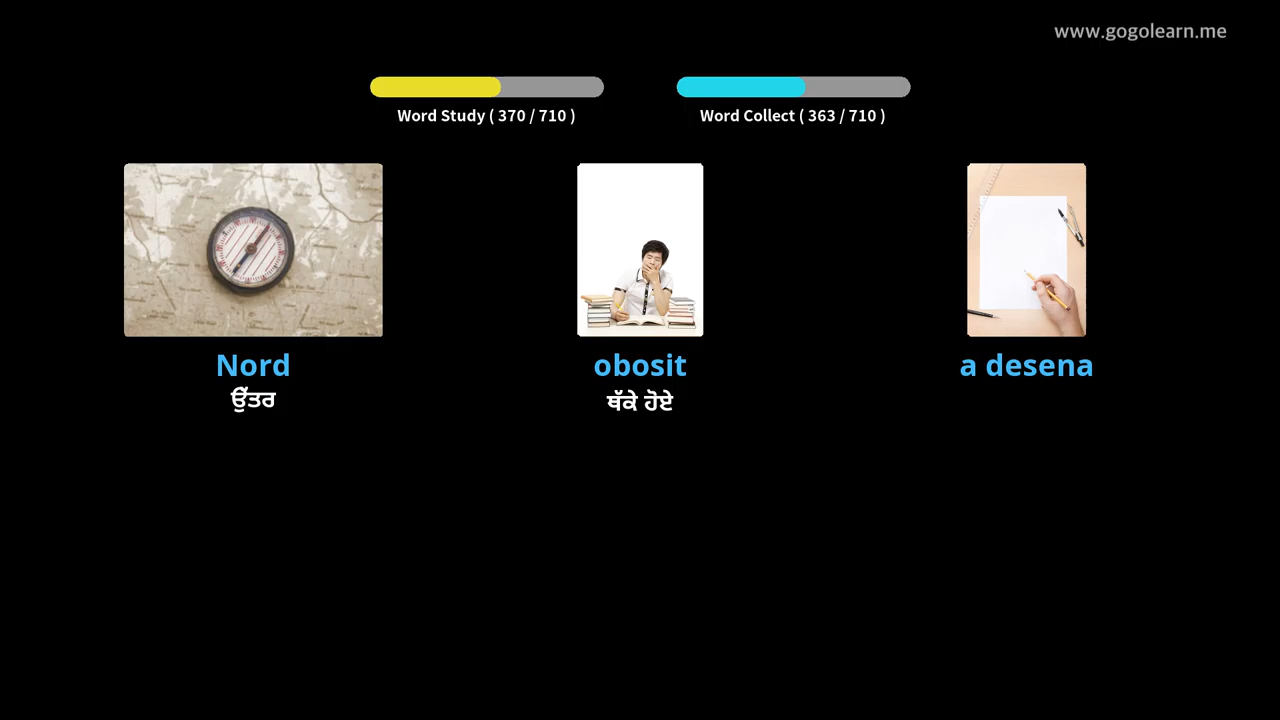 www.gogolearn.me
Word Study ( 370 / 710 )
Word Collect ( 363 / 710 )
Nord
ਉੱਤਰ
obosit
ਥੱਕੇ ਹੋਏ
a desena